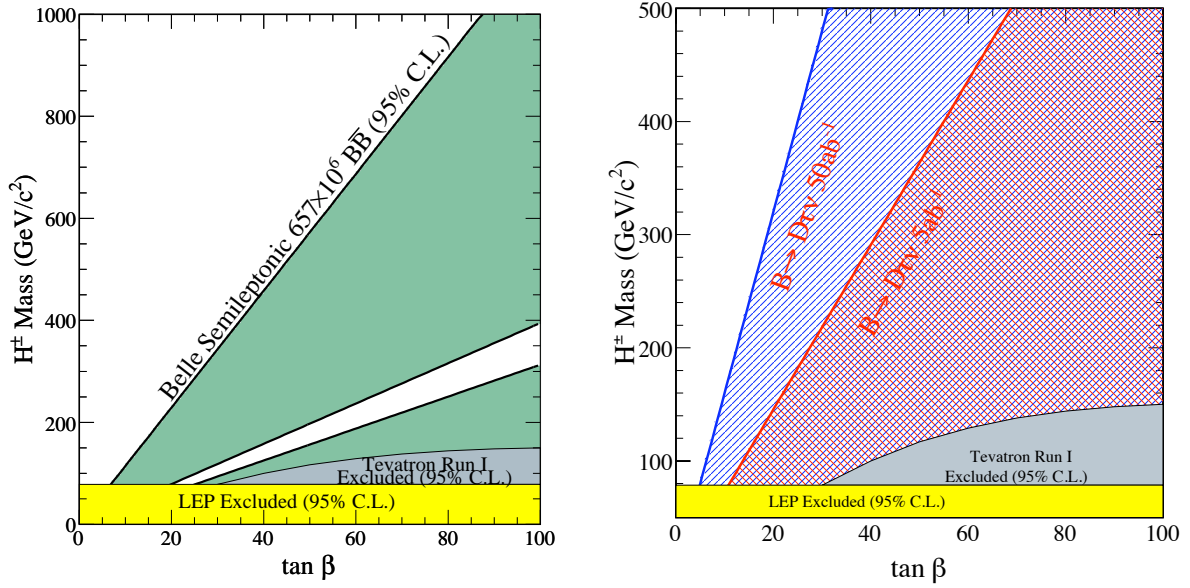 1000
800
600
400
200
0
H± Mass (GeV/c²)
Belle Semileptonic 657×10⁶ BB̅ (95% C.L.)
Tevatron Run I
Excluded (95% C.L.)
LEP Excluded (95% C.L.)
0 20 40 60 80 100
tan β
500
400
300
200
100
H± Mass (GeV/c²)
B→ Dτν 50ab⁻¹
B→ Dτν 5ab⁻¹
Tevatron Run I
Excluded (95% C.L.)
LEP Excluded (95% C.L.)
0 20 40 60 80 100
tan β